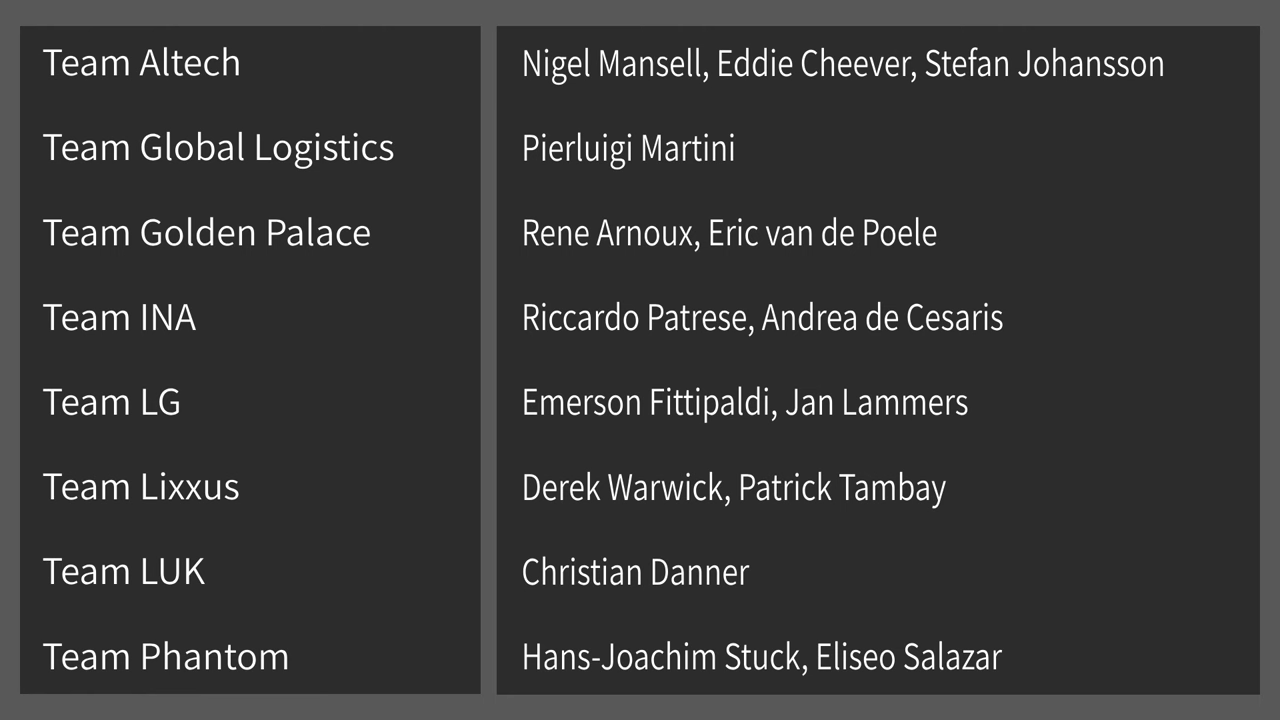 Team Altech
Nigel Mansell, Eddie Cheever, Stefan Johansson
Team Global Logistics
Pierluigi Martini
Team Golden Palace
Rene Arnoux, Eric van de Poele
Team INA
Riccardo Patrese, Andrea de Cesaris
Team LG
Emerson Fittipaldi, Jan Lammers
Team Lixxus
Derek Warwick, Patrick Tambay
Team LUK
Christian Danner
Team Phantom
Hans-Joachim Stuck, Eliseo Salazar